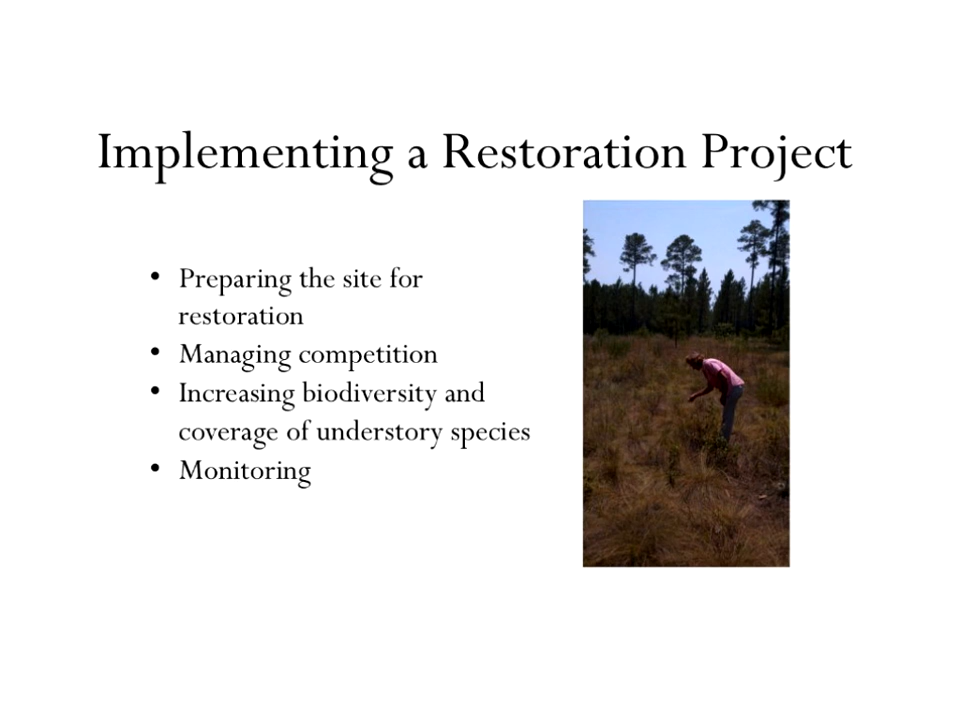 Implementing a Restoration Project
• Preparing the site for
restoration
• Managing competition
• Increasing biodiversity and
coverage of understory species
• Monitoring